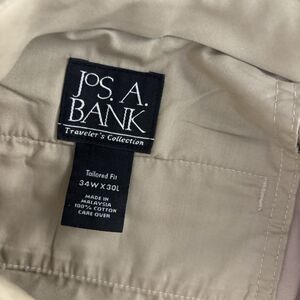 JOS. A.
BANK
Traveler's Collection
Tailored Fit
34W X 30L
MADE IN
MALAYSIA
100% COTTON
CARE OVER